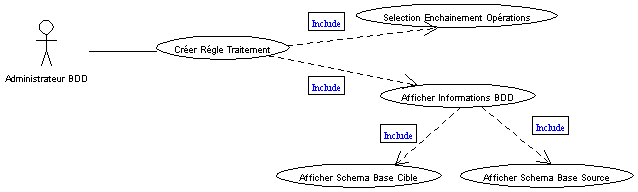 Selection Enchainement Opérations
Include
Créer Régle Traitement
Administrateur BDD
Include
Afficher Informations BDD
Include
Include
Afficher Schema Base Cible
Afficher Schema Base Source